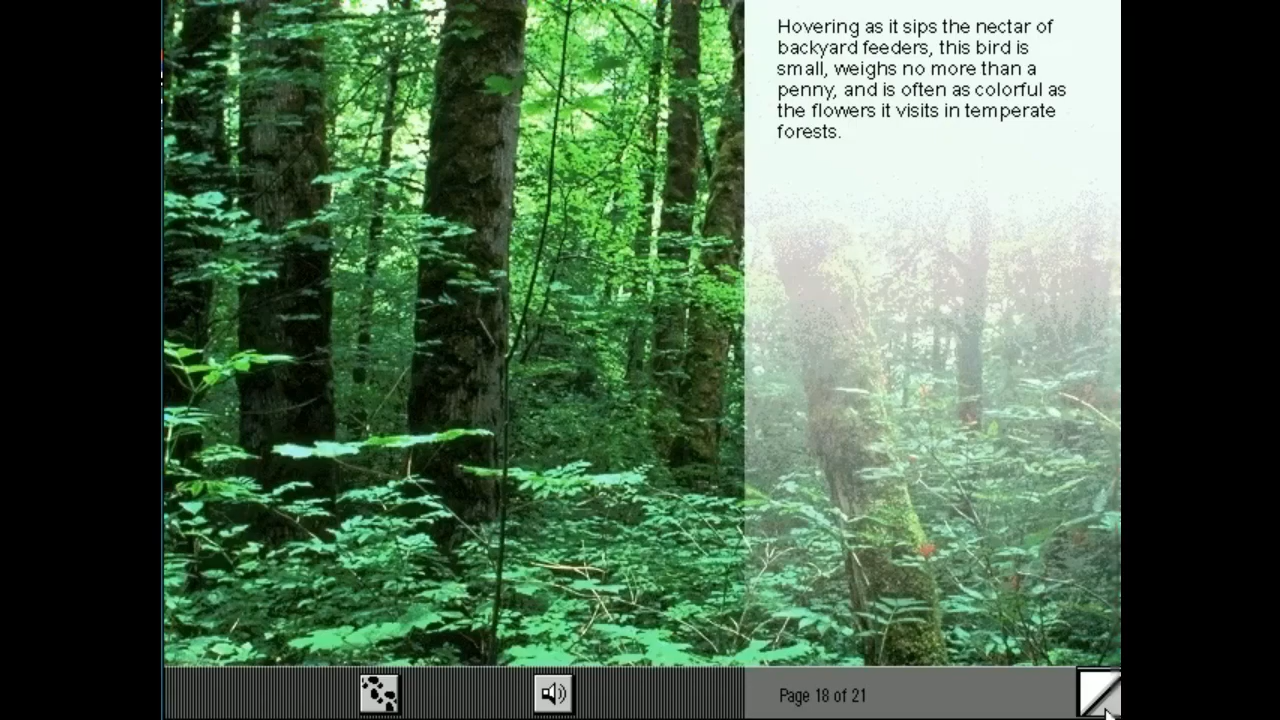 Hovering as it sips the nectar of
backyard feeders, this bird is
small, weighs no more than a
penny, and is often as colorful as
the flowers it visits in temperate
forests.
Page 18 of 21